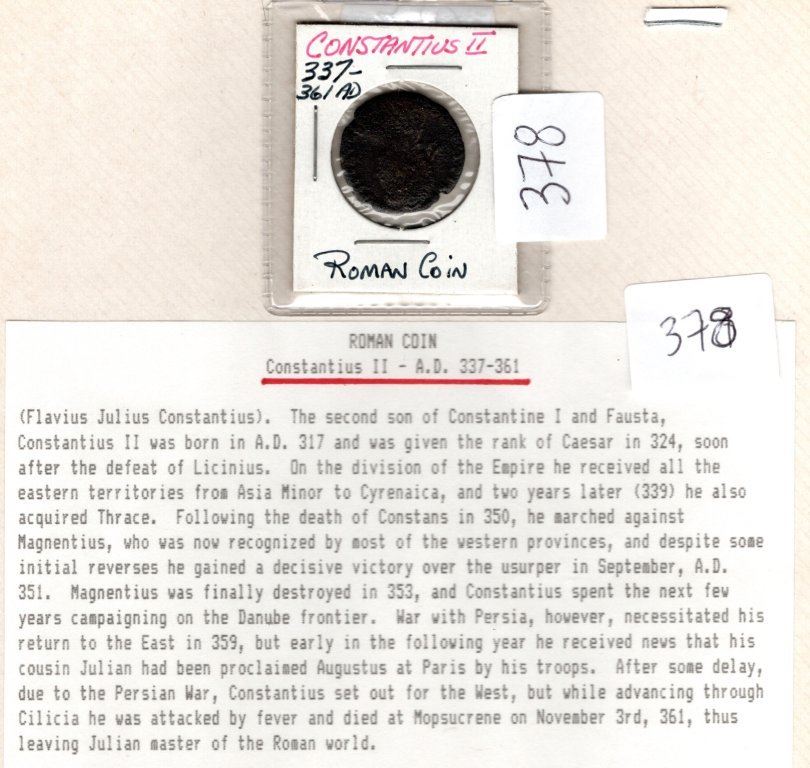 CONSTANTIUS II
337-
361 AD
378
ROMAN COIN
378
ROMAN COIN
Constantius II - A.D. 337-361
(Flavius Julius Constantius).  The second son of Constantine I and Fausta,
Constantius II was born in A.D. 317 and was given the rank of Caesar in 324, soon
after the defeat of Licinius.  On the division of the Empire he received all the
eastern territories from Asia Minor to Cyrenaica, and two years later (339) he also
acquired Thrace.  Following the death of Constans in 350, he marched against
Magnentius, who was now recognized by most of the western provinces, and despite some
initial reverses he gained a decisive victory over the usurper in September, A.D.
351.  Magnentius was finally destroyed in 353, and Constantius spent the next few
years campaigning on the Danube frontier.  War with Persia, however, necessitated his
return to the East in 359, but early in the following year he received news that his
cousin Julian had been proclaimed Augustus at Paris by his troops.  After some delay,
due to the Persian War, Constantius set out for the West, but while advancing through
Cilicia he was attacked by fever and died at Mopsucrene on November 3rd, 361, thus
leaving Julian master of the Roman world.